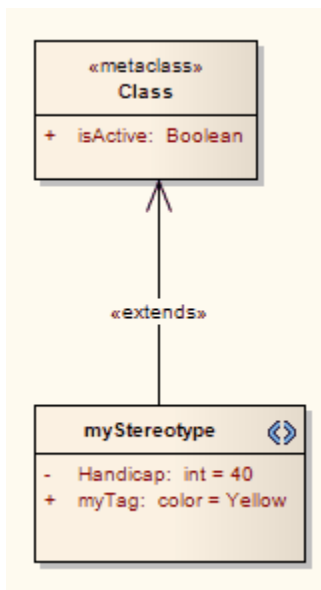 «metaclass»
Class
+ isActive: Boolean
«extends»
myStereotype
- Handicap: int = 40
+ myTag: color = Yellow